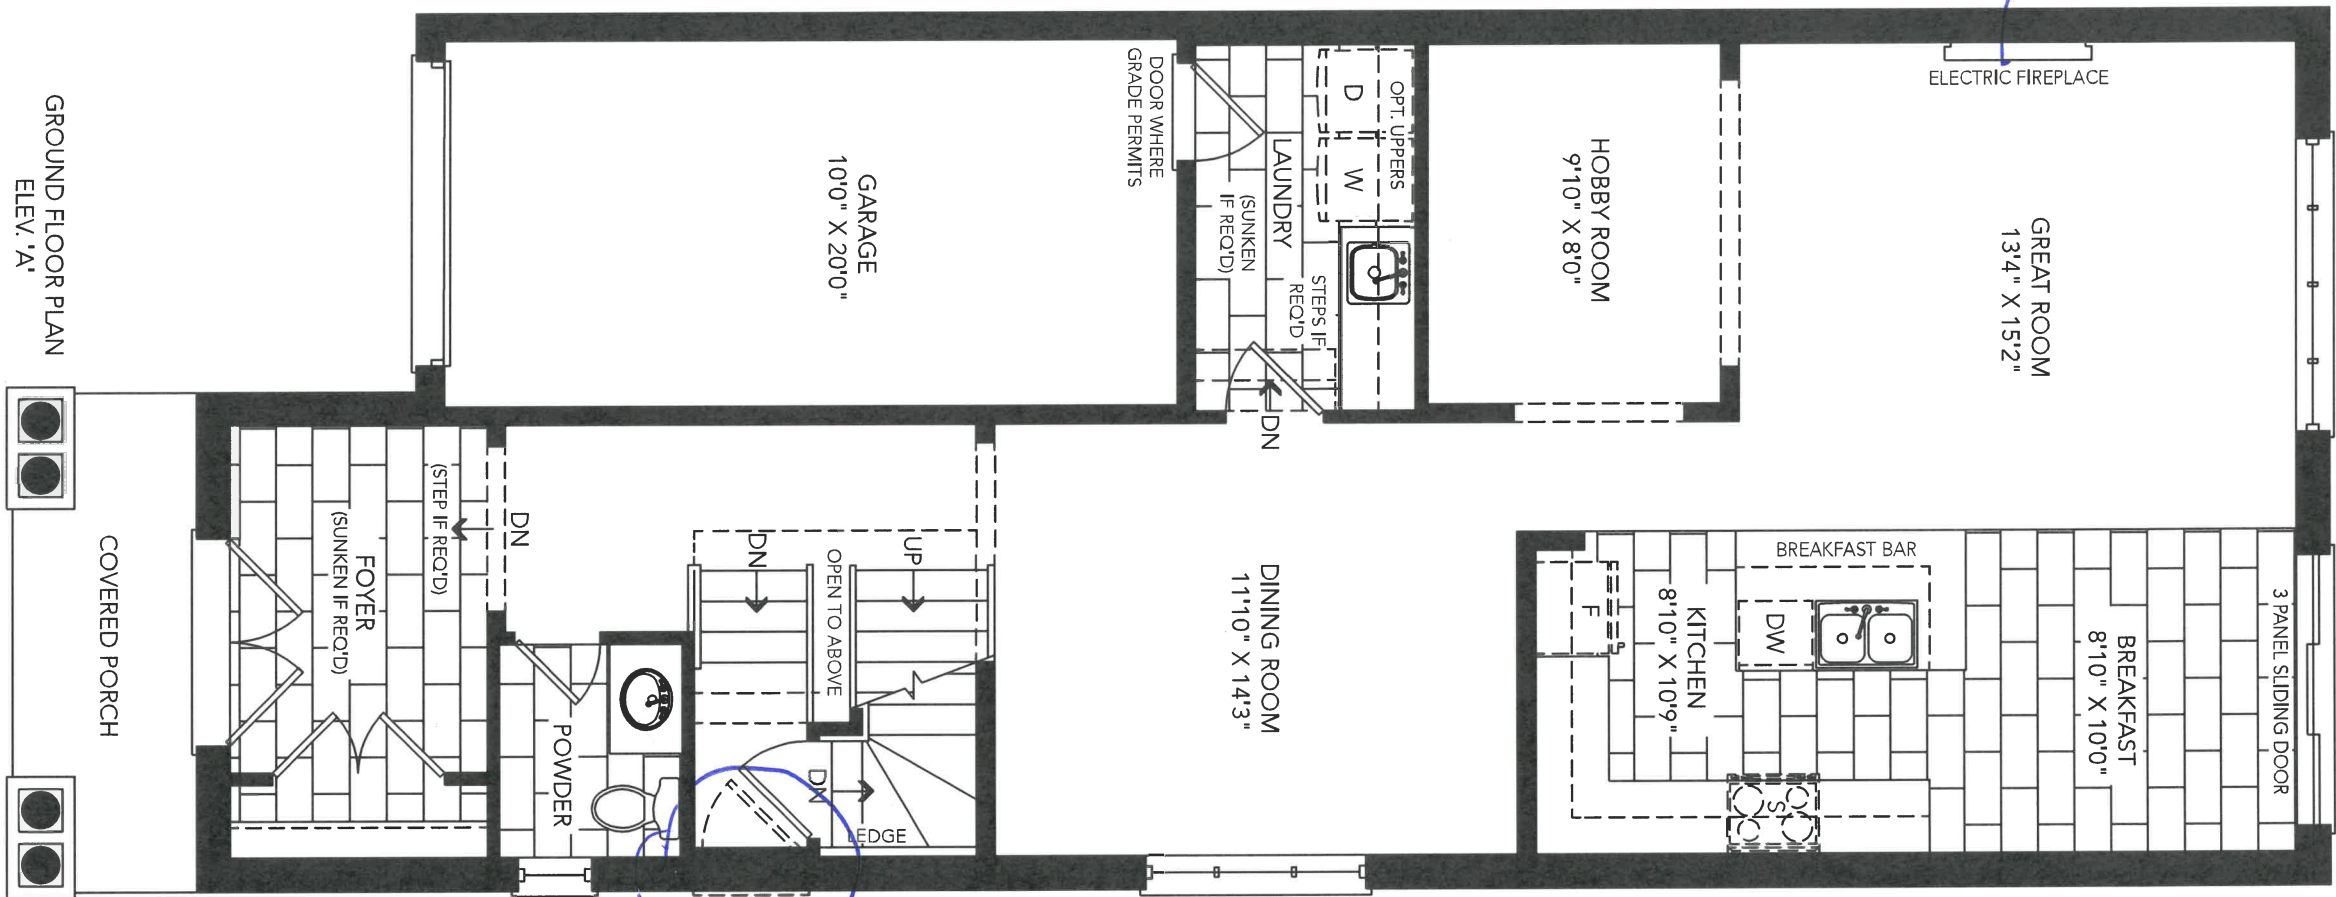 GROUND FLOOR PLAN
ELEV. 'A'
GARAGE
10'0" X 20'0"
DOOR WHERE
GRADE PERMITS
LAUNDRY
(SUNKEN
IF REQ'D)
STEPS IF
REQ'D
OPT. UPPERS
D
W
DN
HOBBY ROOM
9'10" X 8'0"
ELECTRIC FIREPLACE
GREAT ROOM
13'4" X 15'2"
COVERED PORCH
FOYER
(SUNKEN IF REQ'D)
(STEP IF REQ'D)
DN
POWDER
DN
OPEN TO ABOVE
UP
DN
LEDGE
DINING ROOM
11'10" X 14'3"
F
KITCHEN
8'10" X 10'9"
BREAKFAST BAR
DW
S
BREAKFAST
8'10" X 10'0"
3 PANEL SLIDING DOOR